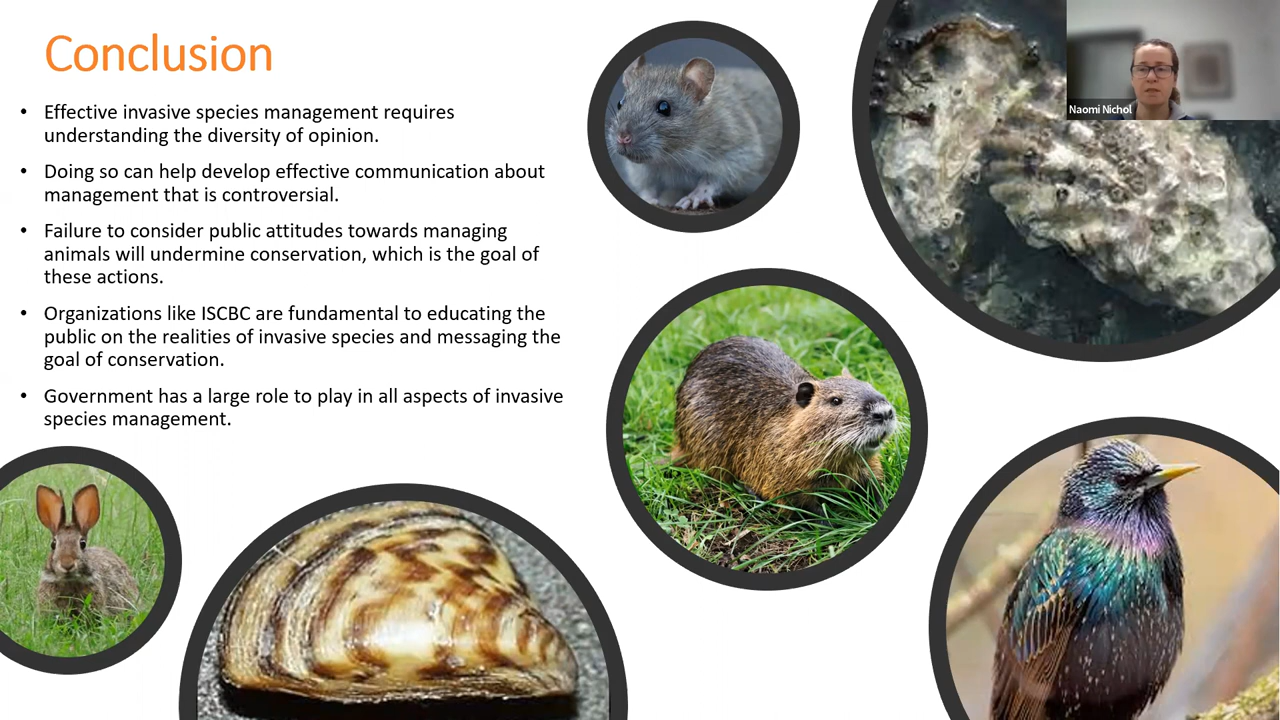 Conclusion
• Effective invasive species management requires
understanding the diversity of opinion.
• Doing so can help develop effective communication about
management that is controversial.
• Failure to consider public attitudes towards managing
animals will undermine conservation, which is the goal of
these actions.
• Organizations like ISCBC are fundamental to educating the
public on the realities of invasive species and messaging the
goal of conservation.
• Government has a large role to play in all aspects of invasive
species management.
Naomi Nichol